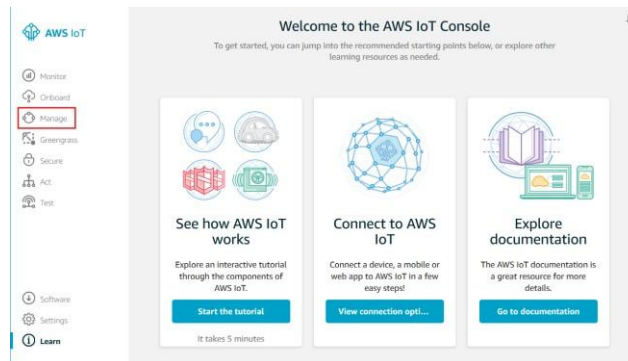 AWS IoT
Monitor
Onboard
Manage
Greengrass
Secure
Act
Test
Software
Settings
Learn
Welcome to the AWS IoT Console
To get started, you can jump into the recommended starting points below, or explore other
learning resources as needed.
See how AWS IoT
works
Explore an interactive tutorial
through the components of
AWS IoT.
Start the tutorial
It takes 5 minutes
Connect to AWS
IoT
Connect a device, a mobile or
web app to AWS IoT in a few
easy steps!
View connection opti...
Explore
documentation
The AWS IoT documentation is
a great resource for more
details.
Go to documentation